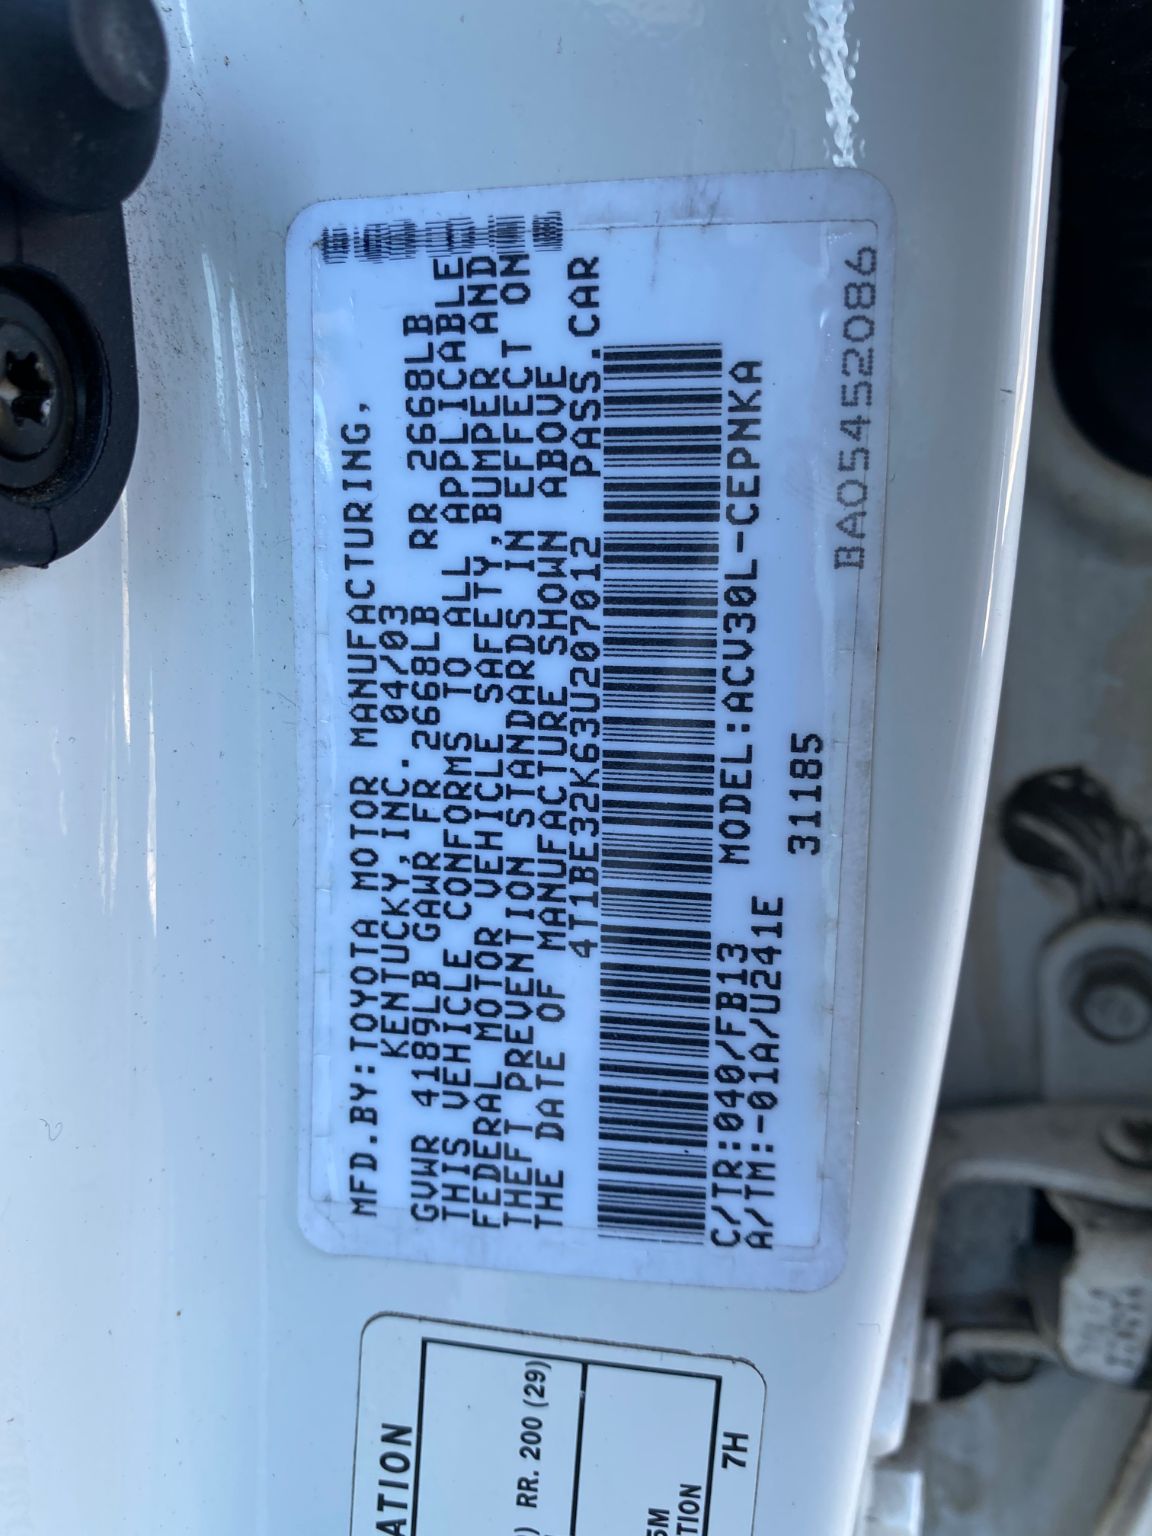 MFD.BY:TOYOTA MOTOR MANUFACTURING,
KENTUCKY,INC. 04/03
GVWR 4189LB GAWR FR 2668LB RR 2668LB
THIS VEHICLE CONFORMS TO ALL APPLICABLE
FEDERAL MOTOR VEHICLE SAFETY,BUMPER AND
THEFT PREVENTION STANDARDS IN EFFECT ON
THE DATE OF MANUFACTURE SHOWN ABOVE
4T1BE32K63U207012 PASS.CAR
C/TR:040/FB13 MODEL:ACV30L-CEPNKA
A/TM:-01A/U241E 31185
BA05452086
ATION
RR. 200 (29)
5M
TION
7H